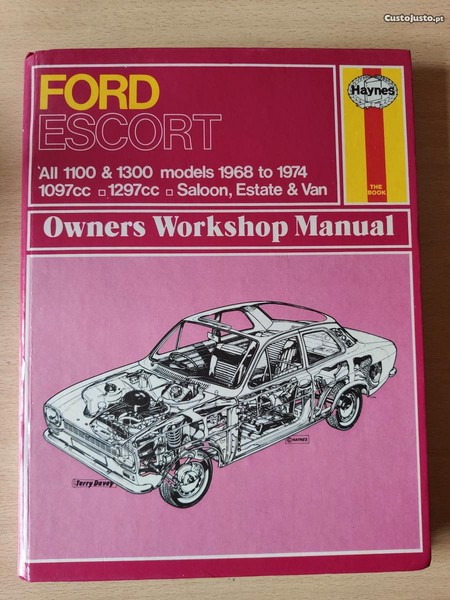 CustoJusto.pt
FORD
ESCORT
Haynes
All 1100 & 1300 models 1968 to 1974
1097cc □ 1297cc □ Saloon, Estate & Van
THE
BOOK
Owners Workshop Manual
© HAYNES
Terry Davey